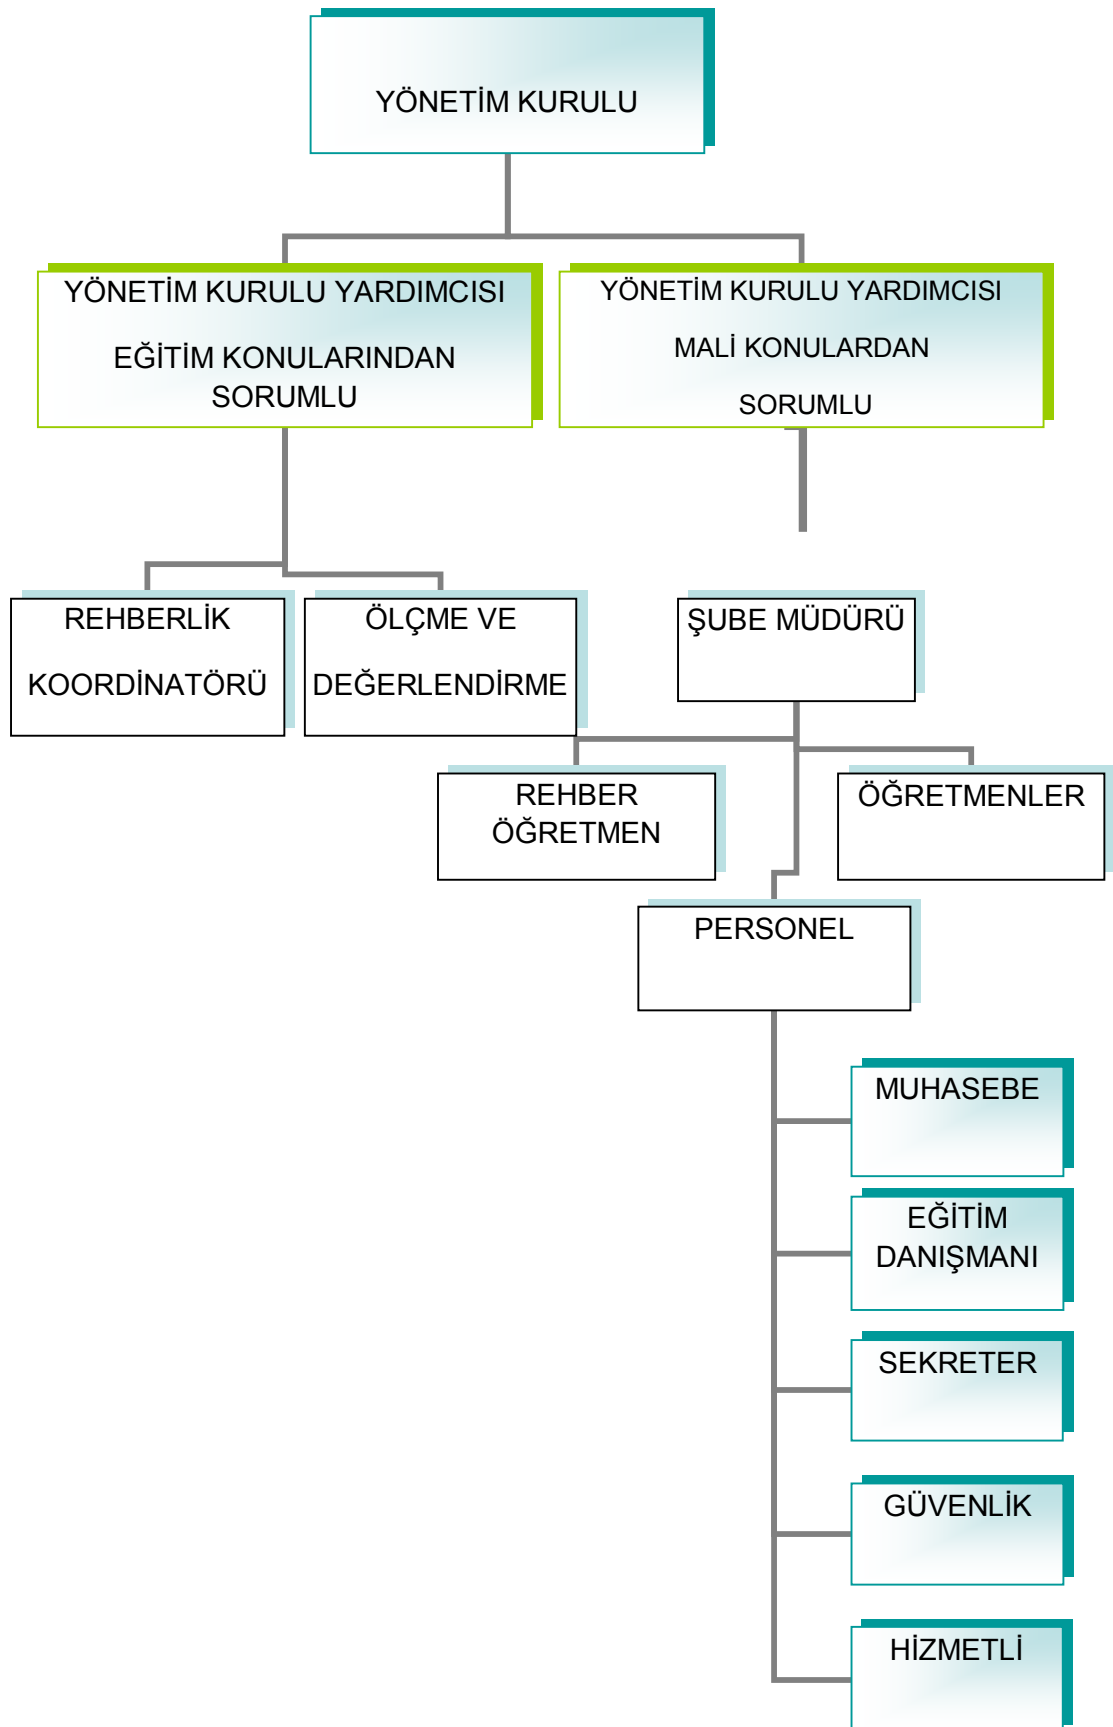 YÖNETİM KURULU
YÖNETİM KURULU YARDIMCISI
EĞİTİM KONULARINDAN
SORUMLU
YÖNETİM KURULU YARDIMCISI
MALİ KONULARDAN
SORUMLU
REHBERLİK
KOORDİNATÖRÜ
ÖLÇME VE
DEĞERLENDİRME
ŞUBE MÜDÜRÜ
REHBER
ÖĞRETMEN
ÖĞRETMENLER
PERSONEL
MUHASEBE
EĞİTİM
DANIŞMANI
SEKRETER
GÜVENLİK
HİZMETLİ